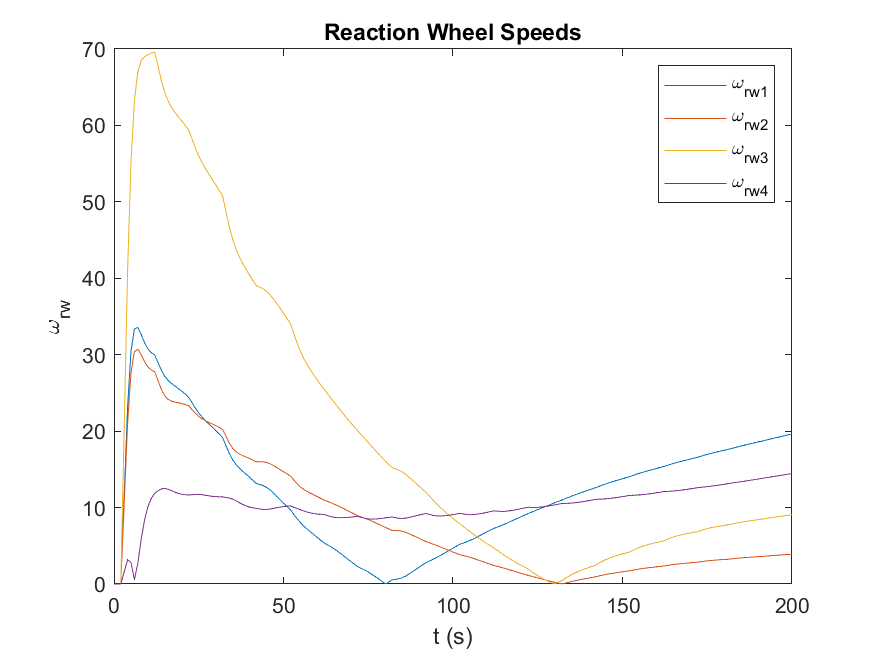 Reaction Wheel Speeds
70
60
50
40
30
20
10
0
ω_rw
ω_rw1
ω_rw2
ω_rw3
ω_rw4
0 50 100 150 200
t (s)